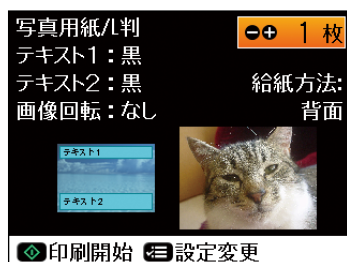 写真用紙/L判
1 枚
テキスト1：黒
テキスト2：黒
給紙方法:
画像回転：なし
背面
テキスト1
テキスト2
印刷開始 設定変更